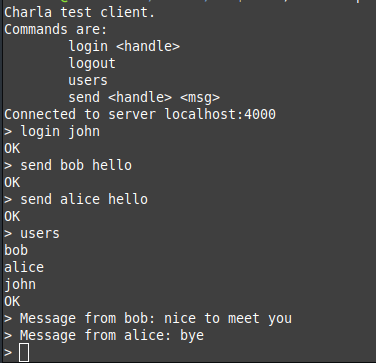 Charla test client.
Commands are:
login <handle>
logout
users
send <handle> <msg>
Connected to server localhost:4000
> login john
OK
> send bob hello
OK
> send alice hello
OK
> users
bob
alice
john
OK
> Message from bob: nice to meet you
> Message from alice: bye
>